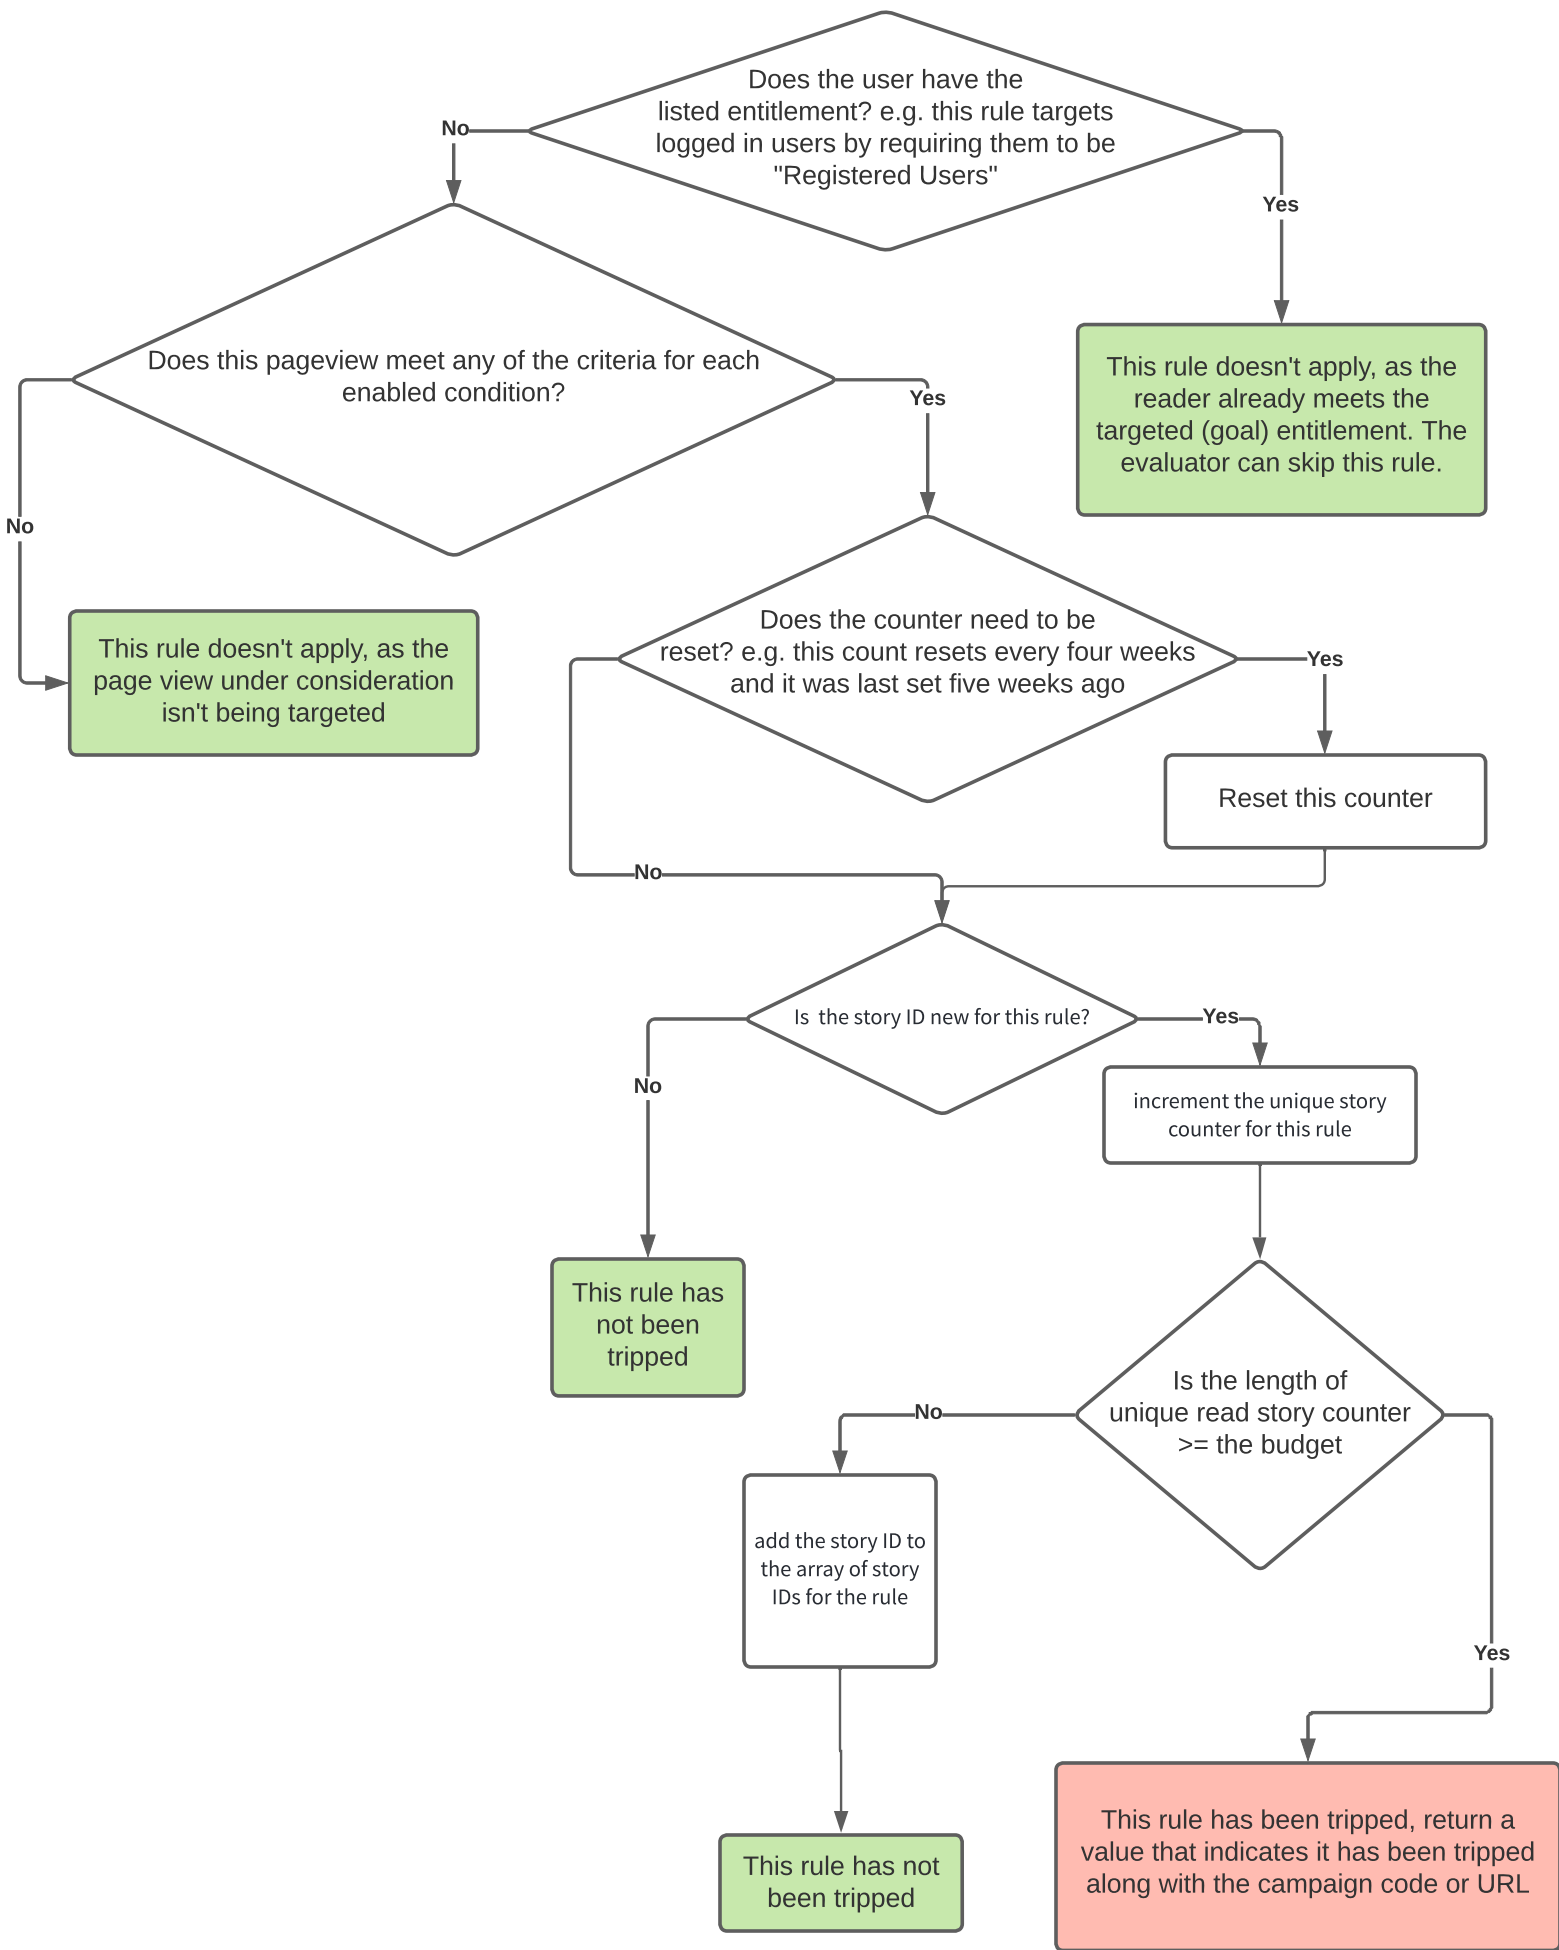 Does the user have the
listed entitlement? e.g. this rule targets
logged in users by requiring them to be
"Registered Users"
No
Yes
Does this pageview meet any of the criteria for each
enabled condition?
No
Yes
This rule doesn't apply, as the
reader already meets the
targeted (goal) entitlement. The
evaluator can skip this rule.
This rule doesn't apply, as the
page view under consideration
isn't being targeted
Does the counter need to be
reset? e.g. this count resets every four weeks
and it was last set five weeks ago
Yes
No
Reset this counter
Is  the story ID new for this rule?
No
Yes
increment the unique story
counter for this rule
This rule has
not been
tripped
Is the length of
unique read story counter
>= the budget
No
Yes
add the story ID to
the array of story
IDs for the rule
This rule has not
been tripped
This rule has been tripped, return a
value that indicates it has been tripped
along with the campaign code or URL